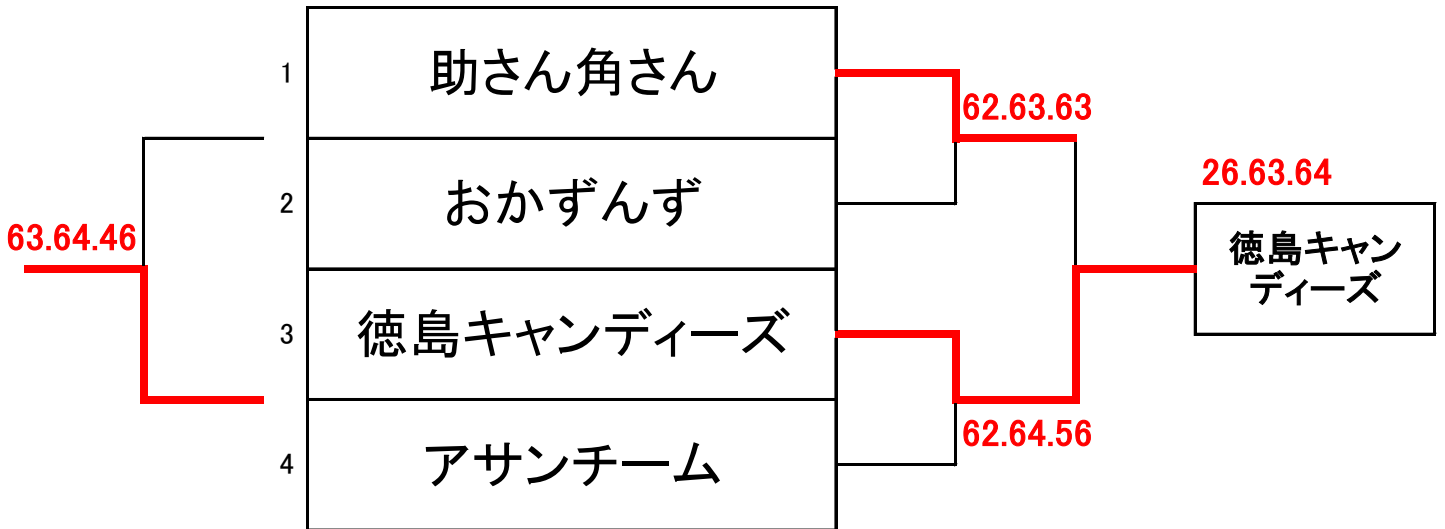 1
助さん角さん
62.63.63
2
おかずんず
26.63.64
63.64.46
徳島キャン
ディーズ
3
徳島キャンディーズ
62.64.56
4
アサンチーム